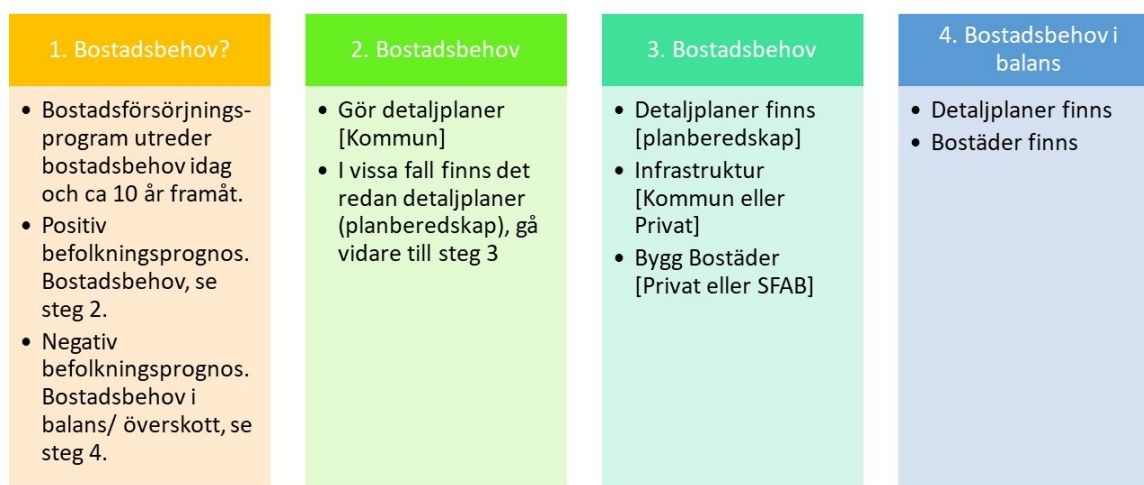 1. Bostadsbehov?
• Bostadsförsörjnings-
program utreder
bostadsbehov idag
och ca 10 år framåt.
• Positiv
befolkningsprognos.
Bostadsbehov, se
steg 2.
• Negativ
befolkningsprognos.
Bostadsbehov i
balans/ överskott, se
steg 4.
2. Bostadsbehov
• Gör detaljplaner
[Kommun]
• I vissa fall finns det
redan detaljplaner
(planberedskap), gå
vidare till steg 3
3. Bostadsbehov
• Detaljplaner finns
[planberedskap]
• Infrastruktur
[Kommun eller
Privat]
• Bygg Bostäder
[Privat eller SFAB]
4. Bostadsbehov i
balans
• Detaljplaner finns
• Bostäder finns